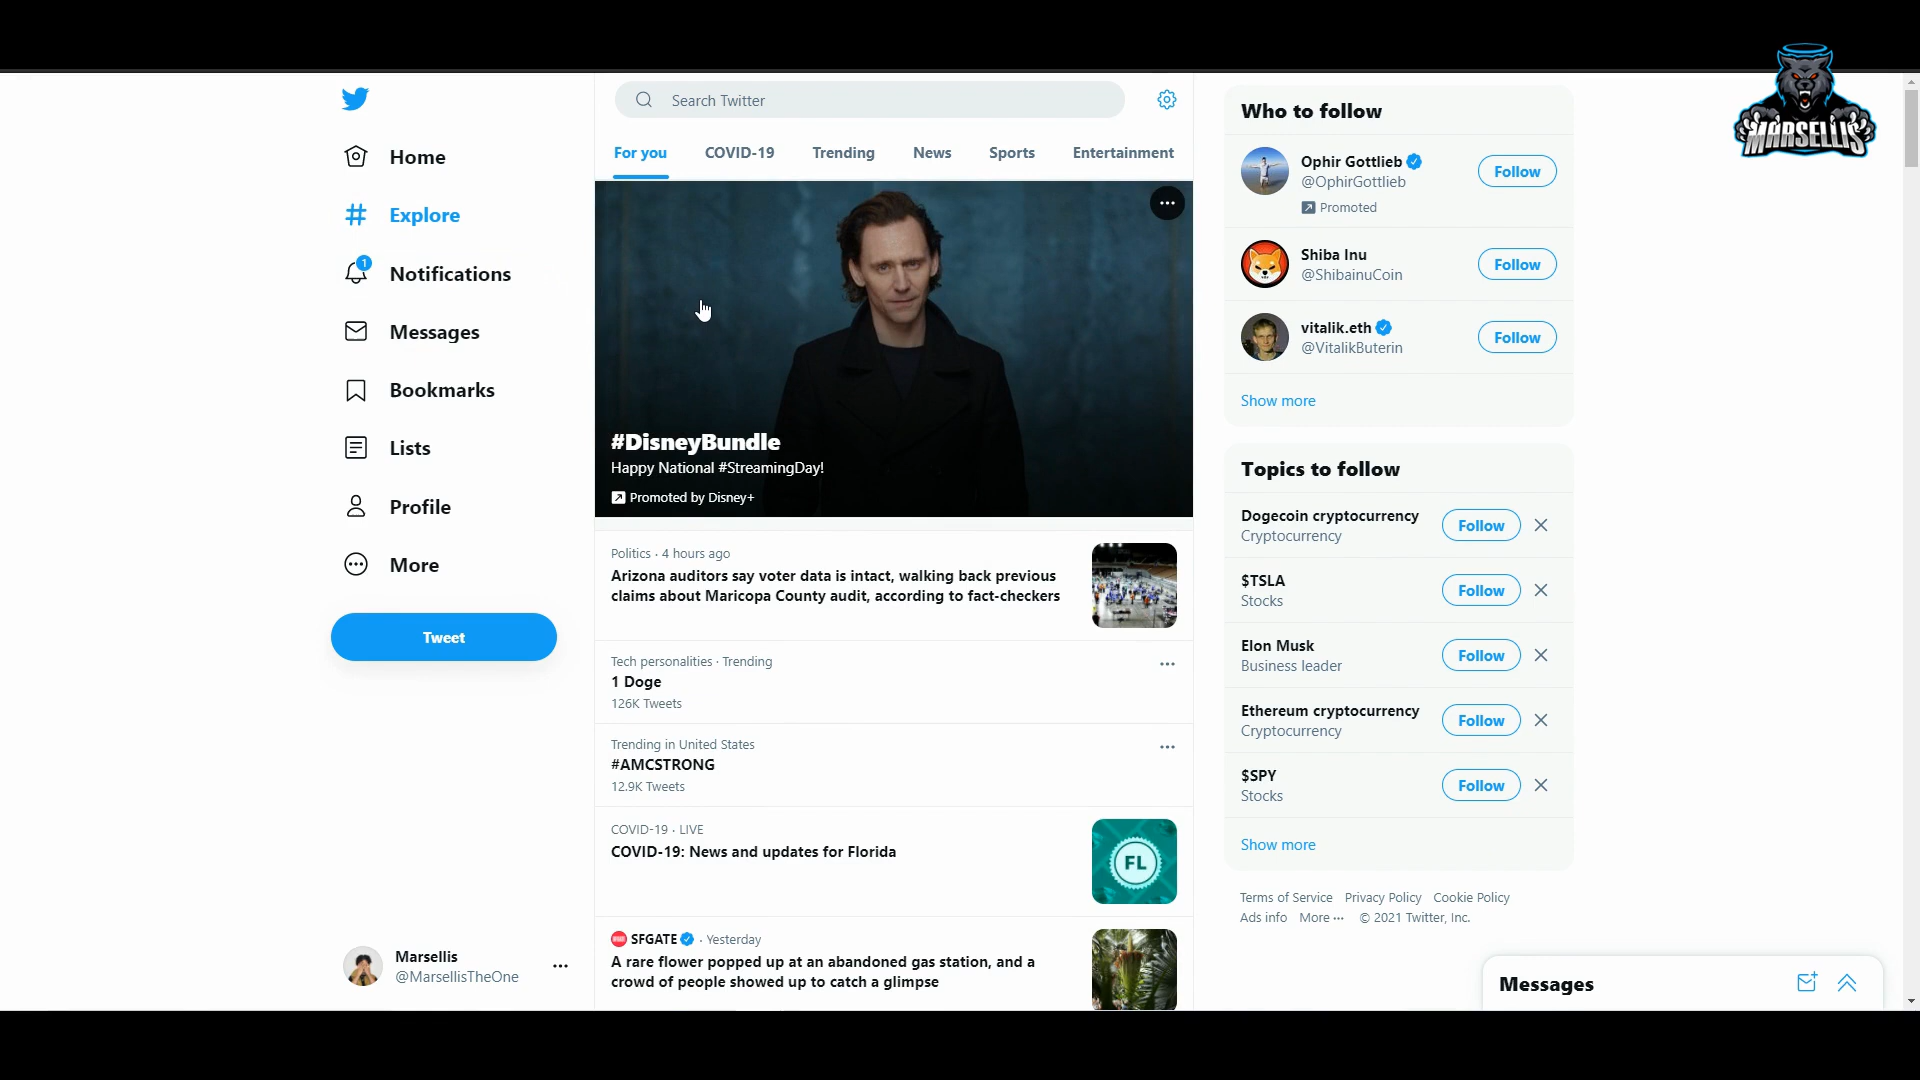 MARSELLIS
Search Twitter
For you
COVID-19
Trending
News
Sports
Entertainment
Home
Explore
1
Notifications
Messages
Bookmarks
Lists
Profile
More
Tweet
Marsellis
@MarsellisTheOne
#DisneyBundle
Happy National #StreamingDay!
Promoted by Disney+
Politics · 4 hours ago
Arizona auditors say voter data is intact, walking back previous
claims about Maricopa County audit, according to fact-checkers
Tech personalities · Trending
1 Doge
126K Tweets
Trending in United States
#AMCSTRONG
12.9K Tweets
COVID-19 · LIVE
COVID-19: News and updates for Florida
FL
SFGATE · Yesterday
A rare flower popped up at an abandoned gas station, and a
crowd of people showed up to catch a glimpse
Who to follow
Ophir Gottlieb
@OphirGottlieb
Promoted
Follow
Shiba Inu
@ShibainuCoin
Follow
vitalik.eth
@VitalikButerin
Follow
Show more
Topics to follow
Dogecoin cryptocurrency
Cryptocurrency
Follow
$TSLA
Stocks
Follow
Elon Musk
Business leader
Follow
Ethereum cryptocurrency
Cryptocurrency
Follow
$SPY
Stocks
Follow
Show more
Terms of Service Privacy Policy Cookie Policy
Ads info More ··· © 2021 Twitter, Inc.
Messages